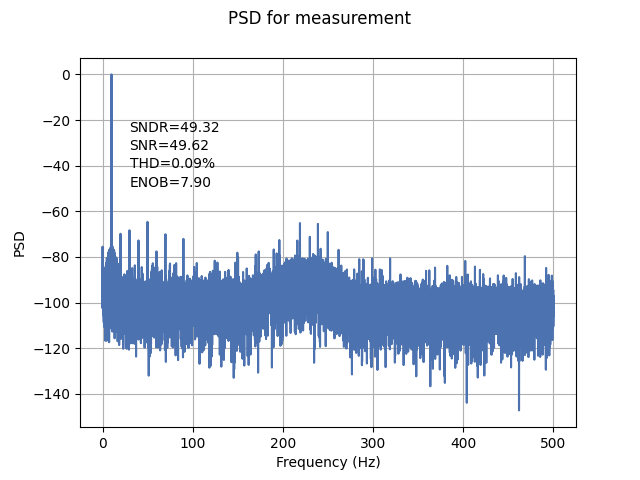 PSD for measurement
0
−20
−40
−60
−80
−100
−120
−140
PSD
SNDR=49.32
SNR=49.62
THD=0.09%
ENOB=7.90
0 100 200 300 400 500
Frequency (Hz)